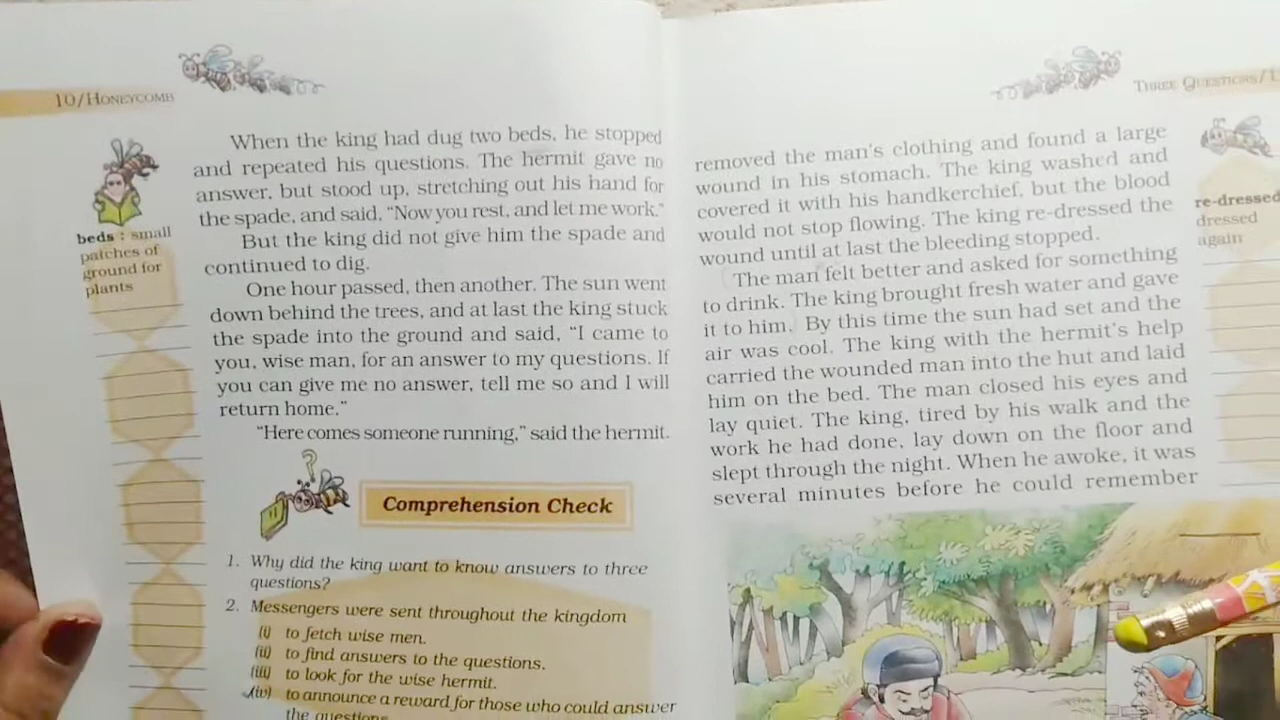 10/HONEYCOMB
When the king had dug two beds, he stopped
and repeated his questions. The hermit gave no
answer, but stood up, stretching out his hand for
the spade, and said, “Now you rest, and let me work.”
But the king did not give him the spade and
continued to dig.
One hour passed, then another. The sun went
down behind the trees, and at last the king stuck
the spade into the ground and said, “I came to
you, wise man, for an answer to my questions. If
you can give me no answer, tell me so and I will
return home.”
“Here comes someone running,” said the hermit.
beds : small
patches of
ground for
plants
?
Comprehension Check
1. Why did the king want to know answers to three
questions?
2. Messengers were sent throughout the kingdom
(i) to fetch wise men.
(ii) to find answers to the questions.
(iii) to look for the wise hermit.
(iv) to announce a reward for those who could answer
the questions
THREE QUESTIONS/
removed the man's clothing and found a large
wound in his stomach. The king washed and
covered it with his handkerchief, but the blood
would not stop flowing. The king re-dressed the
wound until at last the bleeding stopped.
The man felt better and asked for something
to drink. The king brought fresh water and gave
it to him. By this time the sun had set and the
air was cool. The king with the hermit's help
carried the wounded man into the hut and laid
him on the bed. The man closed his eyes and
lay quiet. The king, tired by his walk and the
work he had done, lay down on the floor and
slept through the night. When he awoke, it was
several minutes before he could remember
re-dressed
dressed
again